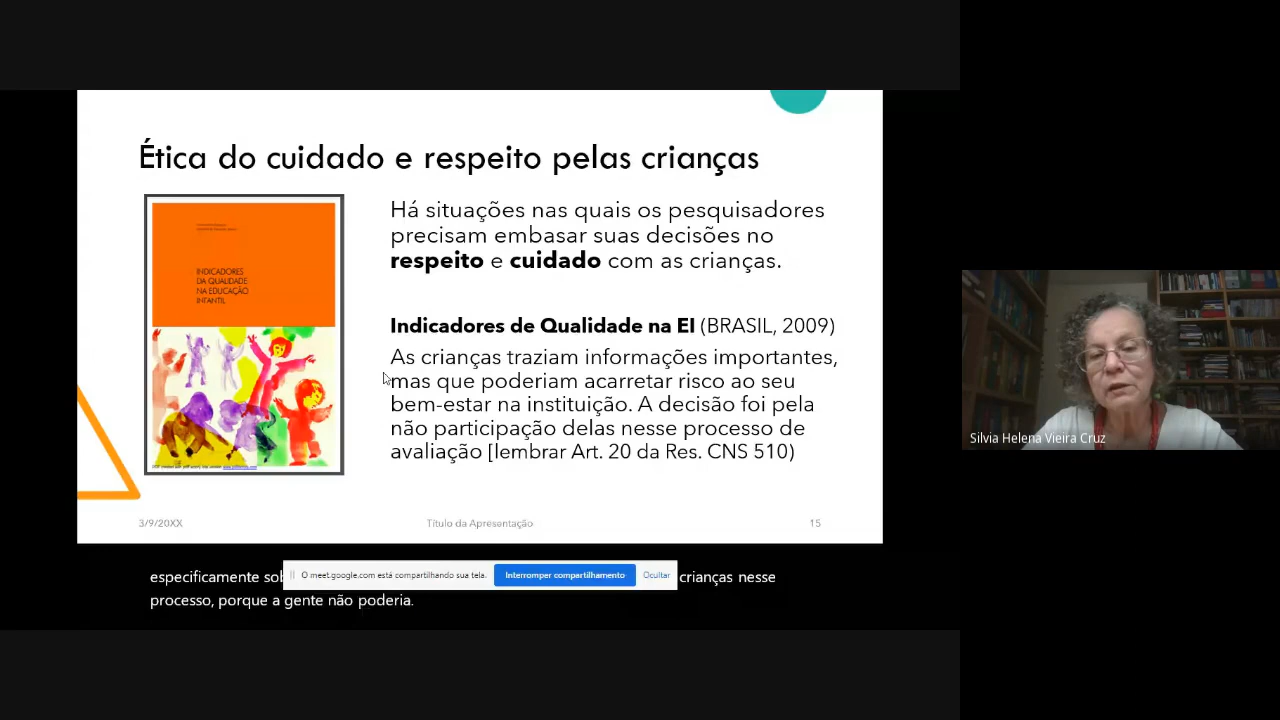 Ética do cuidado e respeito pelas crianças
INDICADORES
DA QUALIDADE
NA EDUCAÇÃO
INFANTIL
Há situações nas quais os pesquisadores
precisam embasar suas decisões no
respeito e cuidado com as crianças.
Indicadores de Qualidade na EI (BRASIL, 2009)
As crianças traziam informações importantes,
mas que poderiam acarretar risco ao seu
bem-estar na instituição. A decisão foi pela
não participação delas nesse processo de
avaliação [lembrar Art. 20 da Res. CNS 510)
3/9/20XX
Título da Apresentação
15
Silvia Helena Vieira Cruz
especificamente
O meet.google.com está compartilhando sua tela.
Interromper compartilhamento
Ocultar
crianças nesse
processo, porque a gente não poderia.